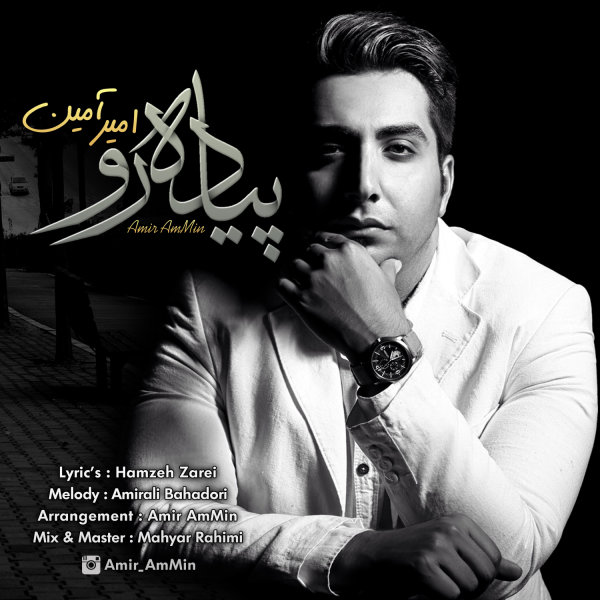 امیر آمین
پیاده رو
Amir AmMin
Lyric's : Hamzeh Zarei
Melody : Amirali Bahadori
Arrangement : Amir AmMin
Mix & Master : Mahyar Rahimi
Amir_AmMin